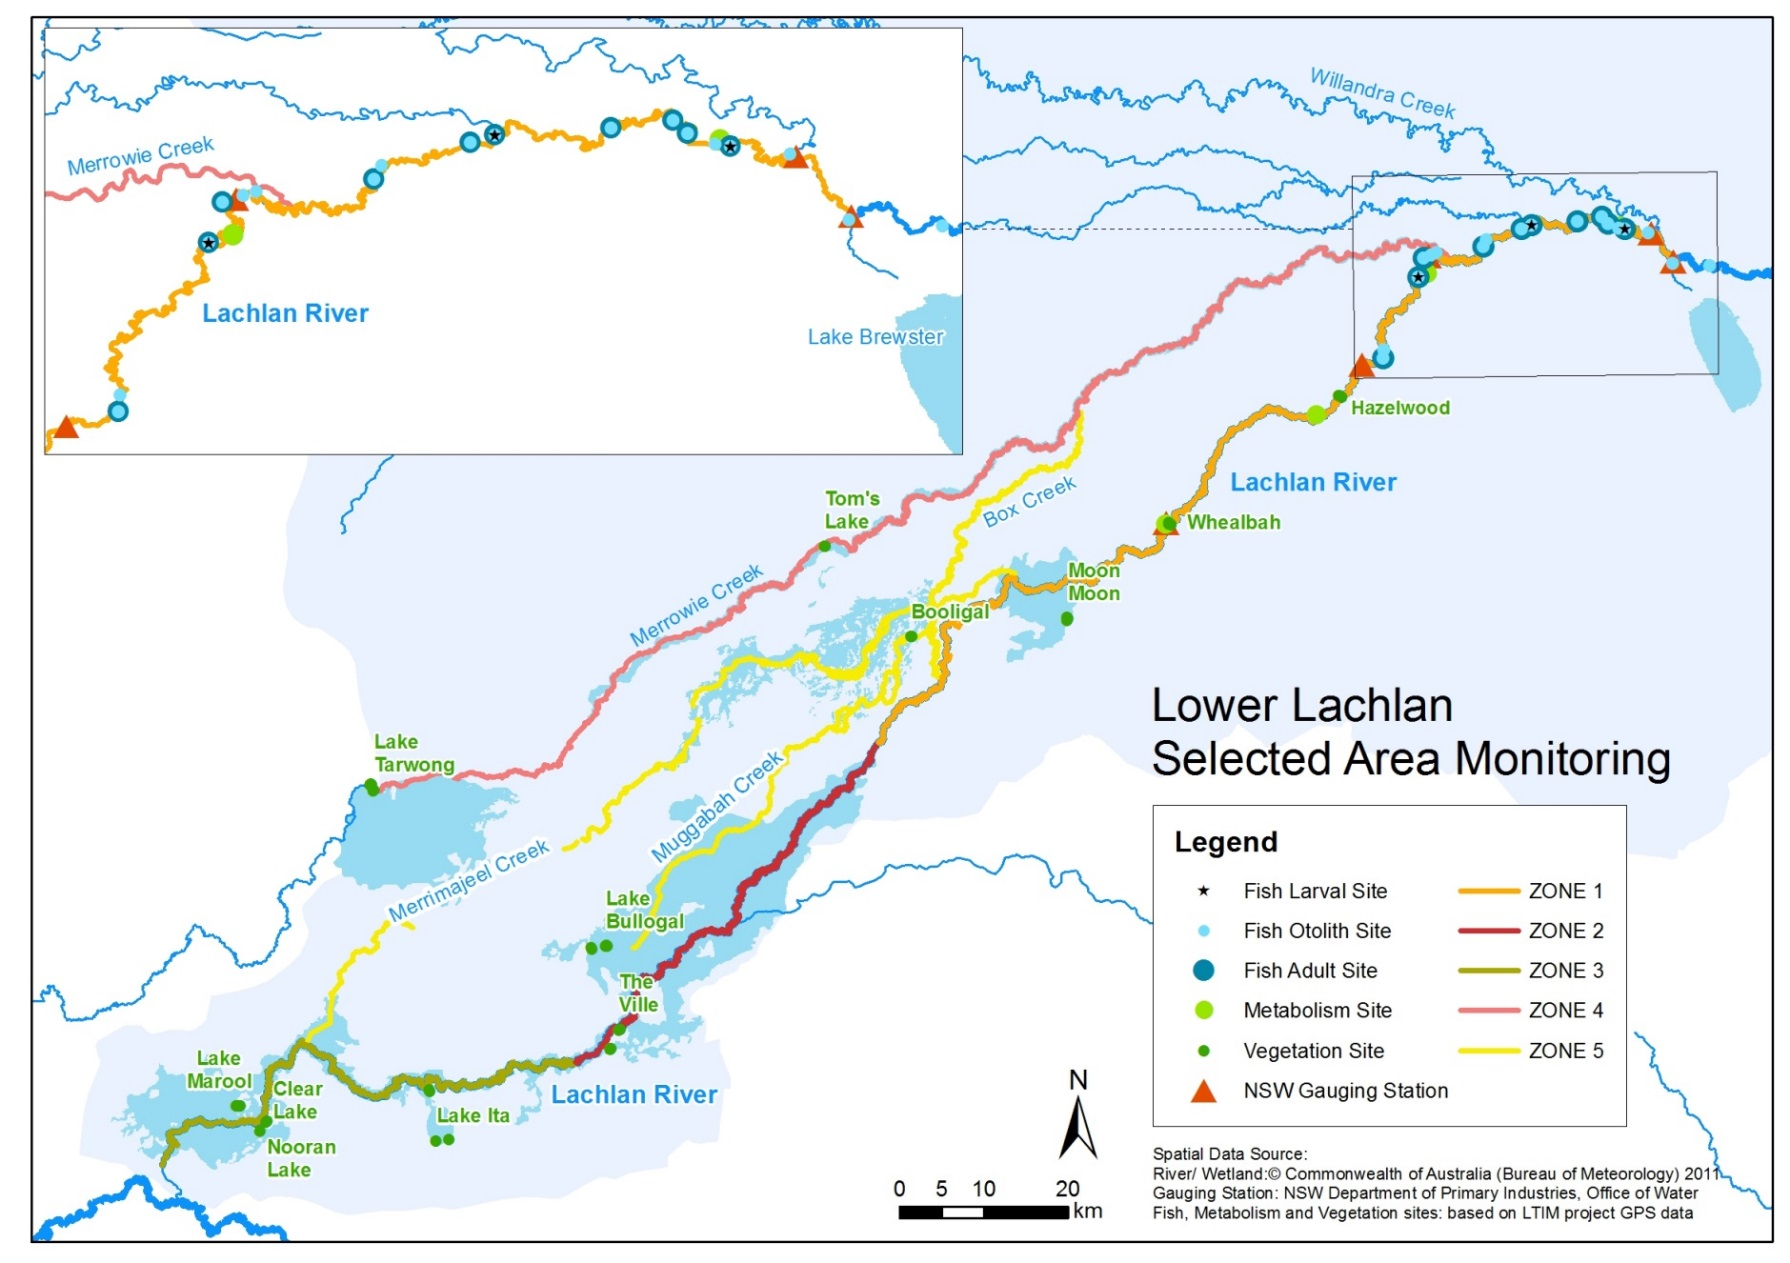 Willandra Creek
Merrowie Creek
Lachlan River
Lake Brewster
Hazelwood
Lachlan River
Tom's
Lake
Box Creek
Whealbah
Moon
Moon
Merrowie Creek
Booligal
Lower Lachlan
Selected Area Monitoring
Lake
Tarwong
Muggabah Creek
Merrimajeel Creek
Lake
Bullogal
The
Ville
Lake
Marool
Clear
Lake
Lake Ita
Lachlan River
Nooran
Lake
Legend
Fish Larval Site
ZONE 1
Fish Otolith Site
ZONE 2
Fish Adult Site
ZONE 3
Metabolism Site
ZONE 4
Vegetation Site
ZONE 5
NSW Gauging Station
N
0 5 10 20
km
Spatial Data Source:
River/ Wetland:© Commonwealth of Australia (Bureau of Meteorology) 2011
Gauging Station: NSW Department of Primary Industries, Office of Water
Fish, Metabolism and Vegetation sites: based on LTIM project GPS data